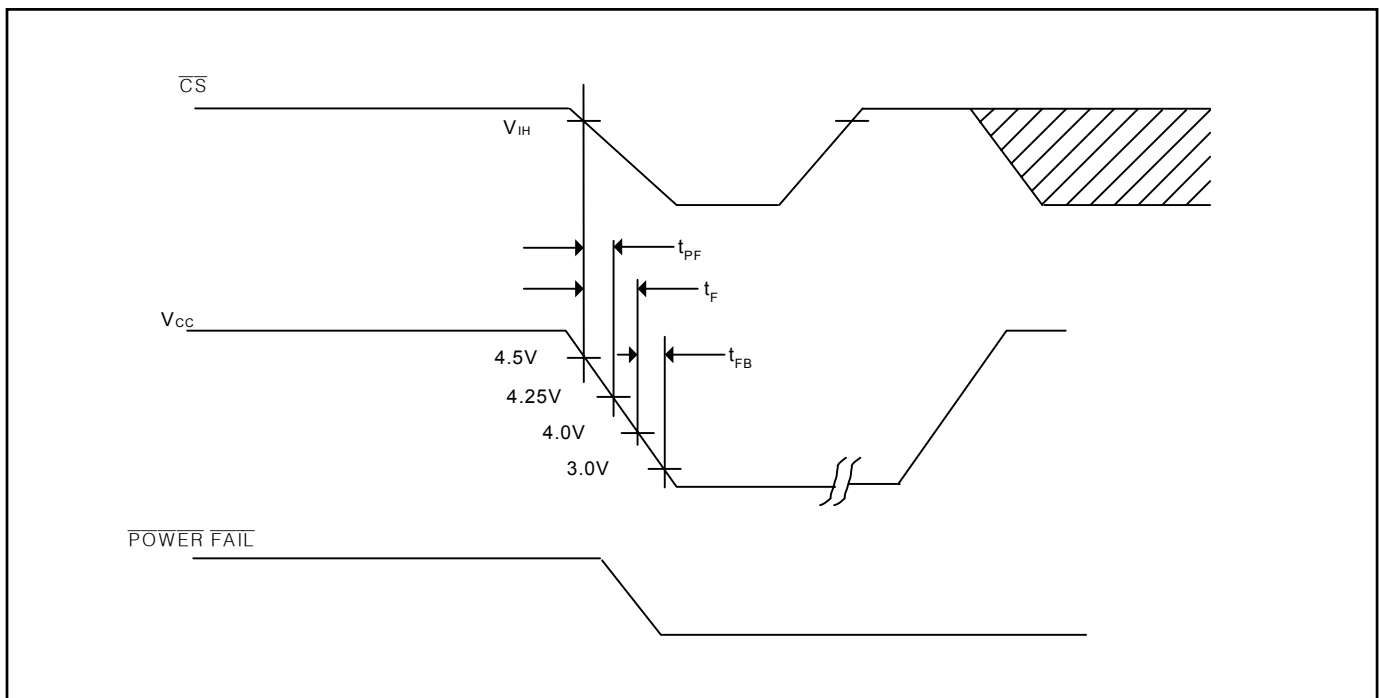 CS
VIH
tPF
tF
VCC
tFB
4.5V
4.25V
4.0V
3.0V
POWER FAIL